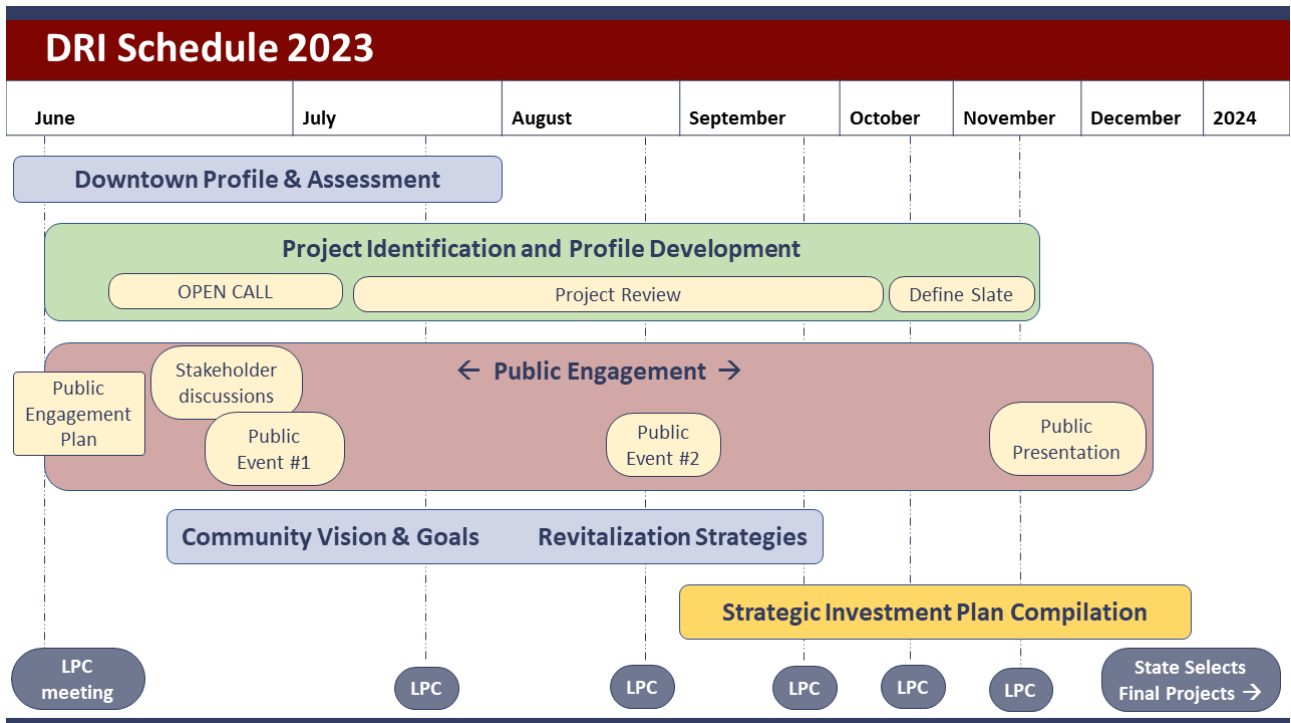 DRI Schedule 2023
June
July
August
September
October
November
December
2024
Downtown Profile & Assessment
Project Identification and Profile Development
OPEN CALL
Project Review
Define Slate
← Public Engagement →
Public
Engagement
Plan
Stakeholder
discussions
Public
Event #1
Public
Event #2
Public
Presentation
Community Vision & Goals
Revitalization Strategies
Strategic Investment Plan Compilation
LPC
meeting
LPC
LPC
LPC
LPC
LPC
State Selects
Final Projects →